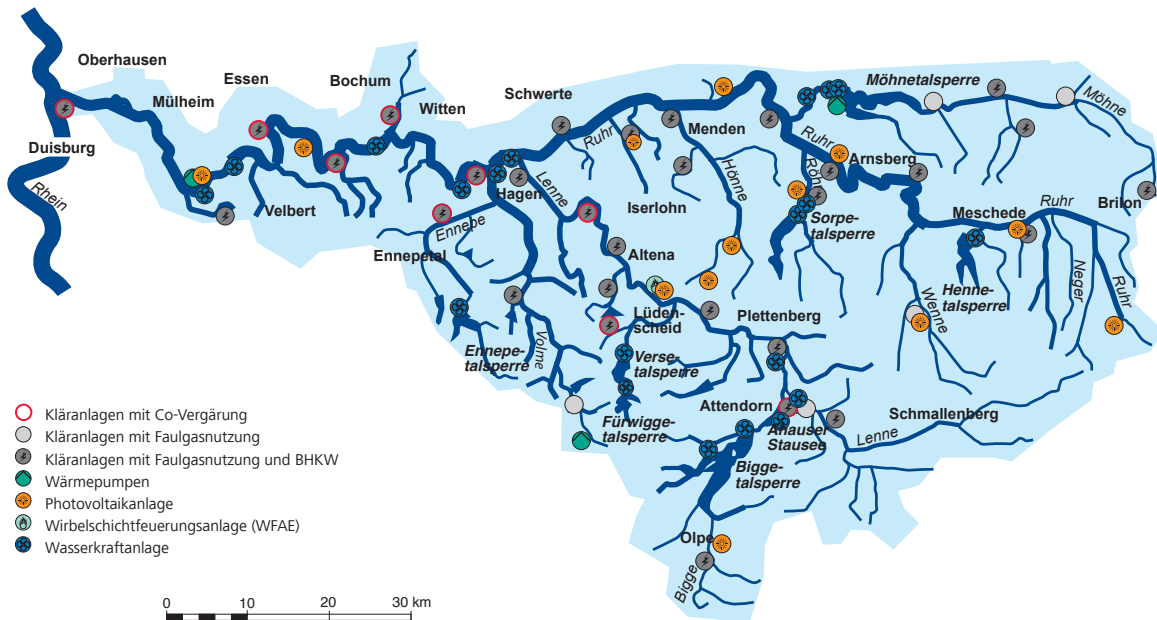 Oberhausen
Mülheim
Essen
Bochum
Witten
Schwerte
Möhnetalsperre
Möhne
Duisburg
Rhein
Ruhr
Menden
Ruhr
Arnsberg
Röhr
Hönne
Velbert
Hagen
Lenne
Iserlohn
Sorpe-
talsperre
Meschede
Ruhr
Brilon
Ennepe
Ennepetal
Altena
Henne-
talsperre
Neger
Ruhr
Wenne
Lüden-
scheid
Plettenberg
Volme
Ennepe-
talsperre
Verse-
talsperre
Attendorn
Ahauser
Stausee
Schmallenberg
Lenne
Fürwigge-
talsperre
Bigge-
talsperre
Olpe
Bigge
Kläranlagen mit Co-Vergärung
Kläranlagen mit Faulgasnutzung
Kläranlagen mit Faulgasnutzung und BHKW
Wärmepumpen
Photovoltaikanlage
Wirbelschichtfeuerungsanlage (WFAE)
Wasserkraftanlage
0 10 20 30 km